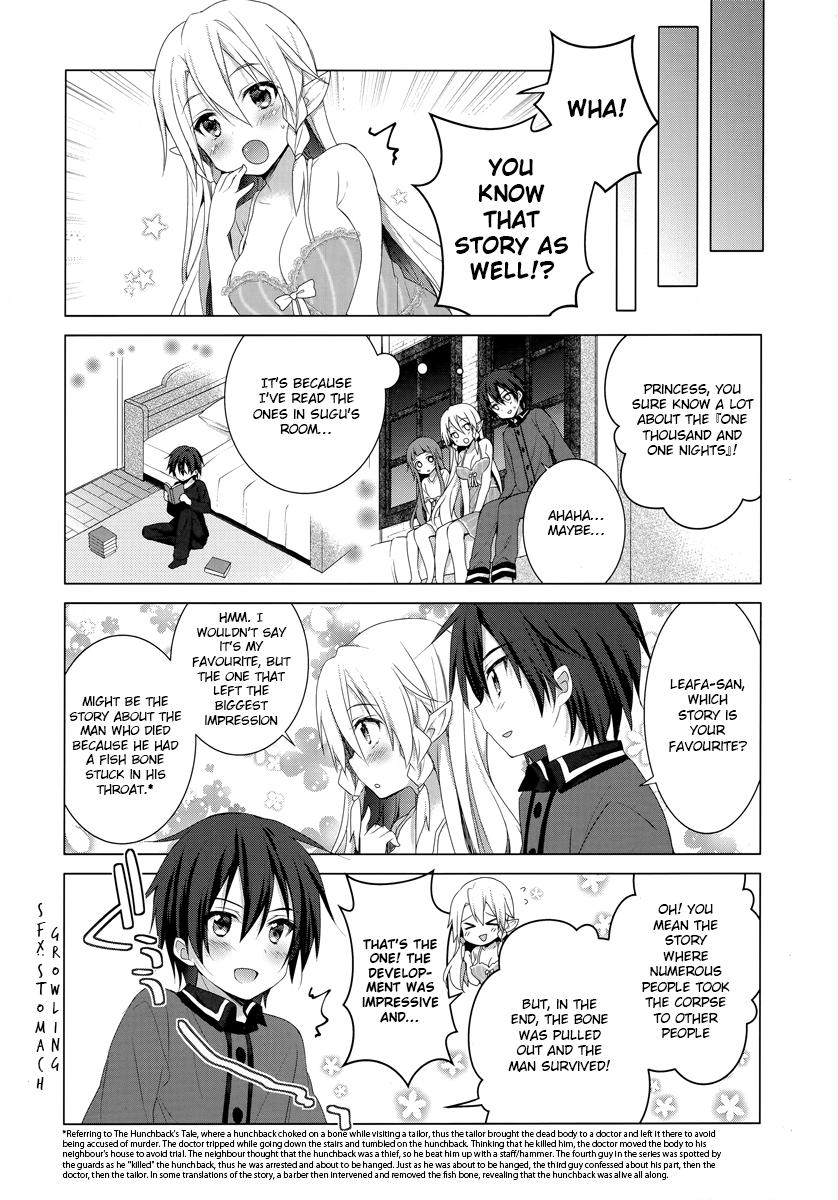 WHA!
YOU
KNOW
THAT
STORY AS
WELL!?
PRINCESS, YOU
SURE KNOW A LOT
ABOUT THE『ONE
THOUSAND AND
ONE NIGHTS』!
AHAHA...
MAYBE...
IT'S BECAUSE
I'VE READ THE
ONES IN SUGU'S
ROOM...
LEAFA-SAN,
WHICH
STORY IS
YOUR
FAVOURITE?
HMM. I
WOULDN'T SAY
IT'S MY
FAVOURITE, BUT
THE ONE THAT
LEFT THE
BIGGEST
IMPRESSION
MIGHT BE THE
STORY ABOUT THE
MAN WHO DIED
BECAUSE HE HAD
A FISH BONE
STUCK IN HIS
THROAT.*
OH! YOU
MEAN THE
STORY
WHERE
NUMEROUS
PEOPLE TOOK
THE CORPSE
TO OTHER
PEOPLE
BUT, IN THE
END, THE BONE
WAS PULLED
OUT AND THE
MAN SURVIVED!
THAT'S THE
ONE! THE
DEVELOP-
MENT WAS
IMPRESSIVE
AND...
ぐぅぅ
SFX: STOMACH
GROWLING
*Referring to The Hunchback's Tale, where a hunchback choked on a bone while visiting a tailor, thus the tailor brought the dead body to a doctor and left it there to avoid
being accused of murder. The doctor tripped while going down the stairs and tumbled on the hunchback. Thinking that he killed him, the doctor moved the body to his
neighbour's house to avoid trial. The neighbour thought that the hunchback was a thief, so he beat him up with a staff/hammer. The fourth guy in the series was spotted by
the guards as he "killed" the hunchback, thus he was arrested and about to be hanged. Just as he was about to be hanged, the third guy confessed about his part, then the
doctor, then the tailor. In some translations of the story, a barber then intervened and removed the fish bone, revealing that the hunchback was alive all along.